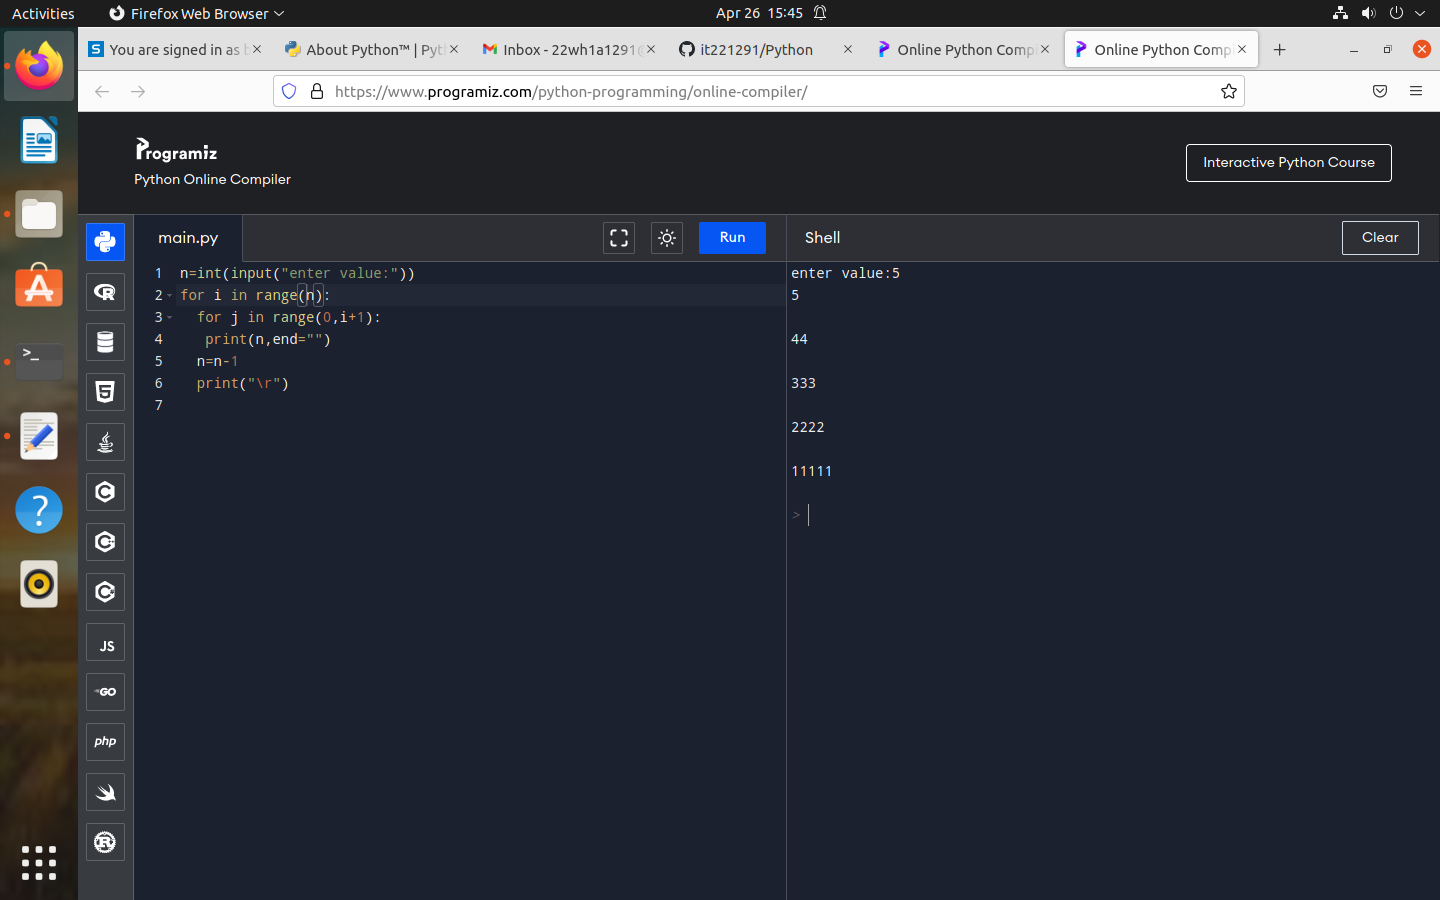 Activities
Firefox Web Browser
Apr 26 15:45
You are signed in as b
About Python™ | Pyt
Inbox - 22wh1a1291@
it221291/Python
Online Python Comp
Online Python Comp
https://www.programiz.com/python-programming/online-compiler/
Programiz
Python Online Compiler
Interactive Python Course
main.py
Run
Shell
Clear
1 n=int(input("enter value:"))
2 for i in range(n):
3 for j in range(0,i+1):
4 print(n,end="")
5 n=n-1
6 print("\r")
7
enter value:5
5
44
333
2222
11111
>
>_
?
S
R
5
C
C
C
JS
GO
php
R